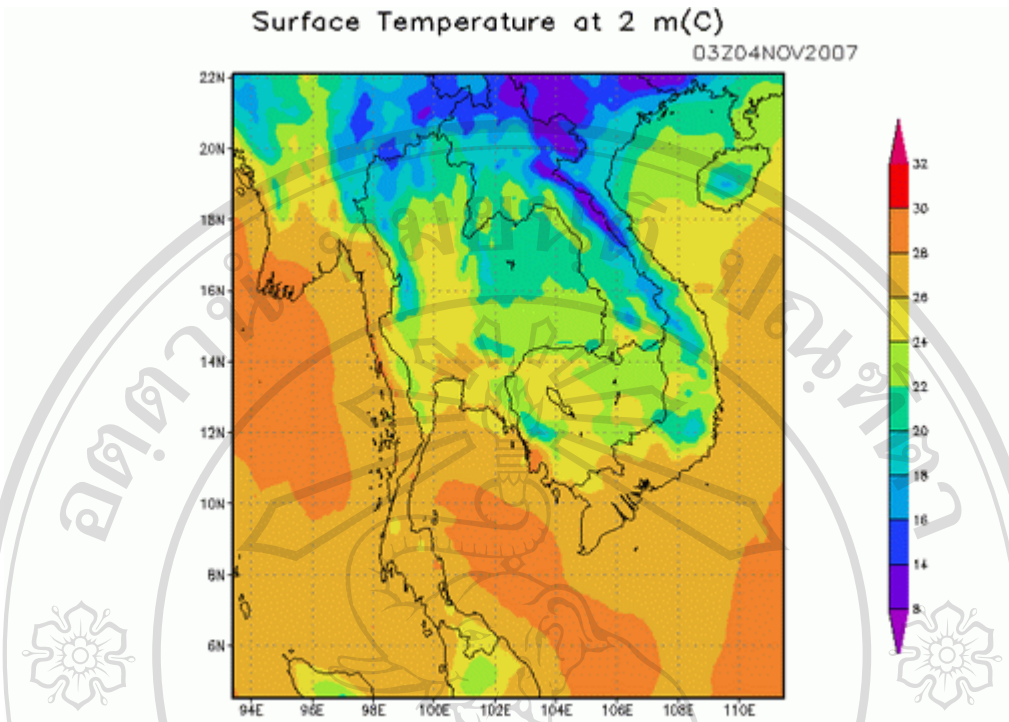 Surface Temperature at 2 m(C)
03Z04NOV2007
22N
20N
18N
16N
14N
12N
10N
8N
6N
94E 96E 98E 100E 102E 104E 106E 108E 110E
32
30
28
26
24
22
20
18
16
14
8